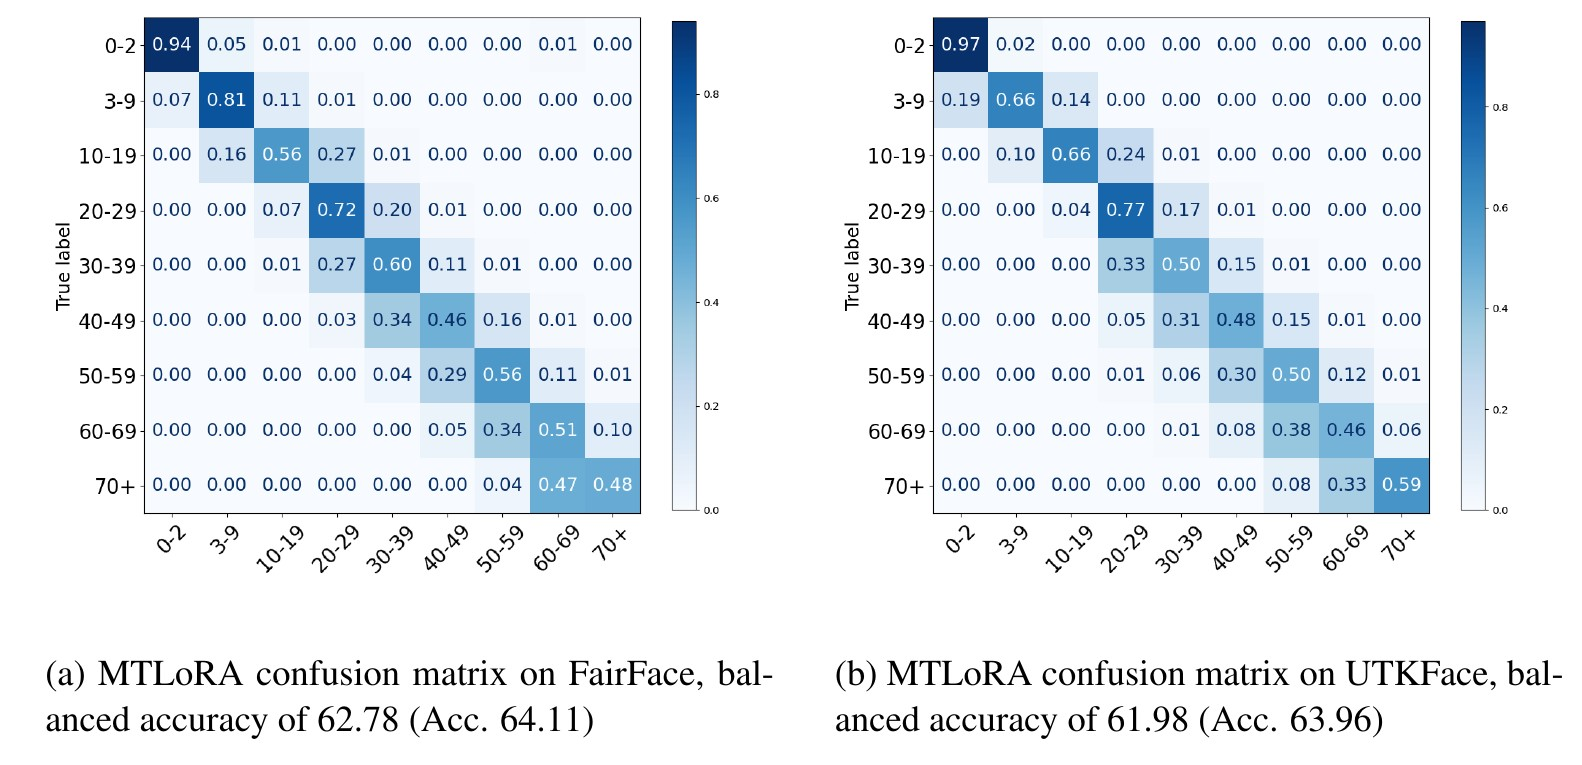 0-2 0.94 0.05 0.01 0.00 0.00 0.00 0.00 0.01 0.00
3-9 0.07 0.81 0.11 0.01 0.00 0.00 0.00 0.00 0.00
10-19 0.00 0.16 0.56 0.27 0.01 0.00 0.00 0.00 0.00
20-29 0.00 0.00 0.07 0.72 0.20 0.01 0.00 0.00 0.00
30-39 0.00 0.00 0.01 0.27 0.60 0.11 0.01 0.00 0.00
40-49 0.00 0.00 0.00 0.03 0.34 0.46 0.16 0.01 0.00
50-59 0.00 0.00 0.00 0.00 0.04 0.29 0.56 0.11 0.01
60-69 0.00 0.00 0.00 0.00 0.00 0.05 0.34 0.51 0.10
70+ 0.00 0.00 0.00 0.00 0.00 0.00 0.04 0.47 0.48
True label
0-2 3-9 10-19 20-29 30-39 40-49 50-59 60-69 70+
0.8
0.6
0.4
0.2
0.0
(a) MTLoRA confusion matrix on FairFace, bal-
anced accuracy of 62.78 (Acc. 64.11)
0-2 0.97 0.02 0.00 0.00 0.00 0.00 0.00 0.00 0.00
3-9 0.19 0.66 0.14 0.00 0.00 0.00 0.00 0.00 0.00
10-19 0.00 0.10 0.66 0.24 0.01 0.00 0.00 0.00 0.00
20-29 0.00 0.00 0.04 0.77 0.17 0.01 0.00 0.00 0.00
30-39 0.00 0.00 0.00 0.33 0.50 0.15 0.01 0.00 0.00
40-49 0.00 0.00 0.00 0.05 0.31 0.48 0.15 0.01 0.00
50-59 0.00 0.00 0.00 0.01 0.06 0.30 0.50 0.12 0.01
60-69 0.00 0.00 0.00 0.00 0.01 0.08 0.38 0.46 0.06
70+ 0.00 0.00 0.00 0.00 0.00 0.00 0.08 0.33 0.59
True label
0-2 3-9 10-19 20-29 30-39 40-49 50-59 60-69 70+
0.8
0.6
0.4
0.2
0.0
(b) MTLoRA confusion matrix on UTKFace, bal-
anced accuracy of 61.98 (Acc. 63.96)